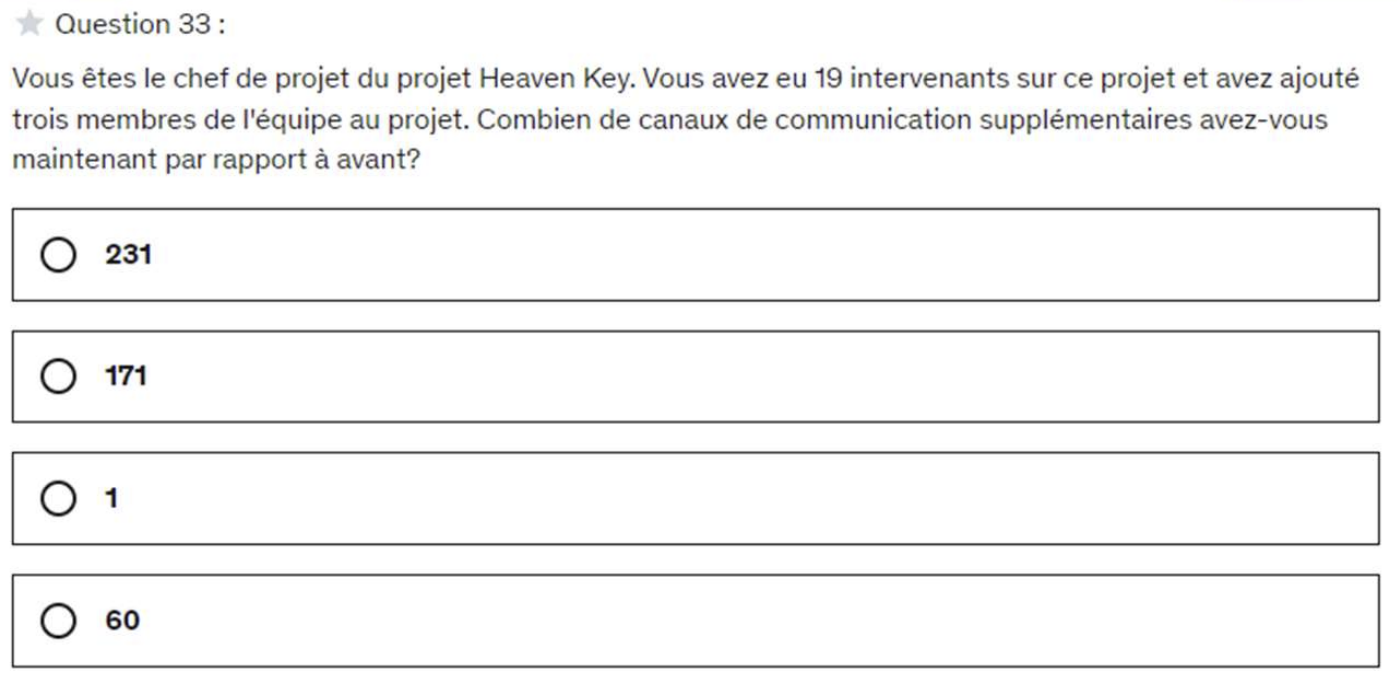 Question 33 :
Vous êtes le chef de projet du projet Heaven Key. Vous avez eu 19 intervenants sur ce projet et avez ajouté
trois membres de l'équipe au projet. Combien de canaux de communication supplémentaires avez-vous
maintenant par rapport à avant?
231
171
1
60